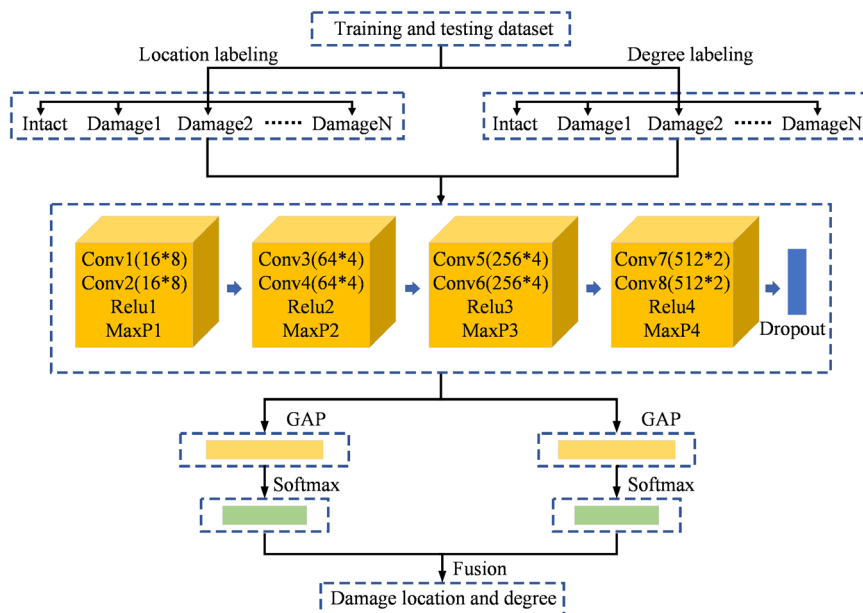 Training and testing dataset
Location labeling
Degree labeling
Intact Damage1 Damage2 ...... DamageN
Intact Damage1 Damage2 ...... DamageN
Conv1(16*8)
Conv2(16*8)
Relu1
MaxP1
Conv3(64*4)
Conv4(64*4)
Relu2
MaxP2
Conv5(256*4)
Conv6(256*4)
Relu3
MaxP3
Conv7(512*2)
Conv8(512*2)
Relu4
MaxP4
Dropout
GAP
GAP
Softmax
Softmax
Fusion
Damage location and degree